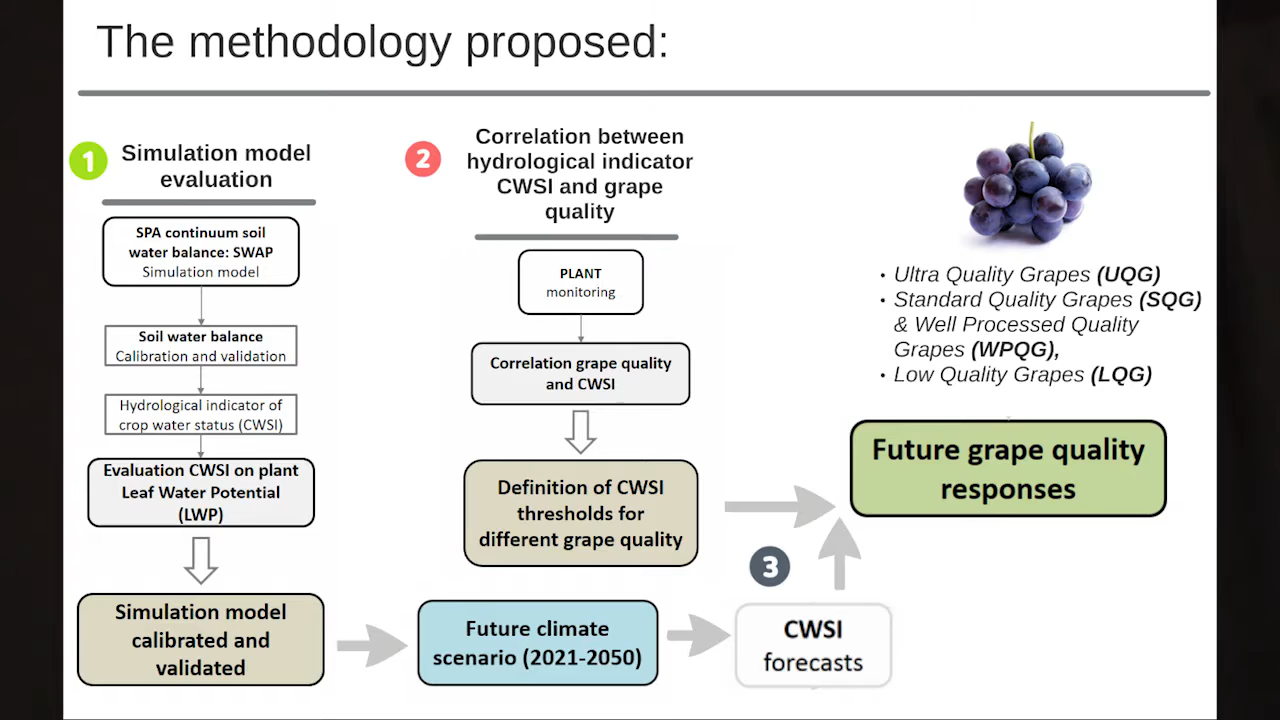 The methodology proposed:
1
Simulation model
evaluation
SPA continuum soil
water balance: SWAP
Simulation model
Soil water balance
Calibration and validation
Hydrological indicator of
crop water status (CWSI)
Evaluation CWSI on plant
Leaf Water Potential
(LWP)
Simulation model
calibrated and
validated
2
Correlation between
hydrological indicator
CWSI and grape
quality
PLANT
monitoring
Correlation grape quality
and CWSI
Definition of CWSI
thresholds for
different grape quality
Future climate
scenario (2021-2050)
3
CWSI
forecasts
• Ultra Quality Grapes (UQG)
• Standard Quality Grapes (SQG)
& Well Processed Quality
Grapes (WPQG),
• Low Quality Grapes (LQG)
Future grape quality
responses